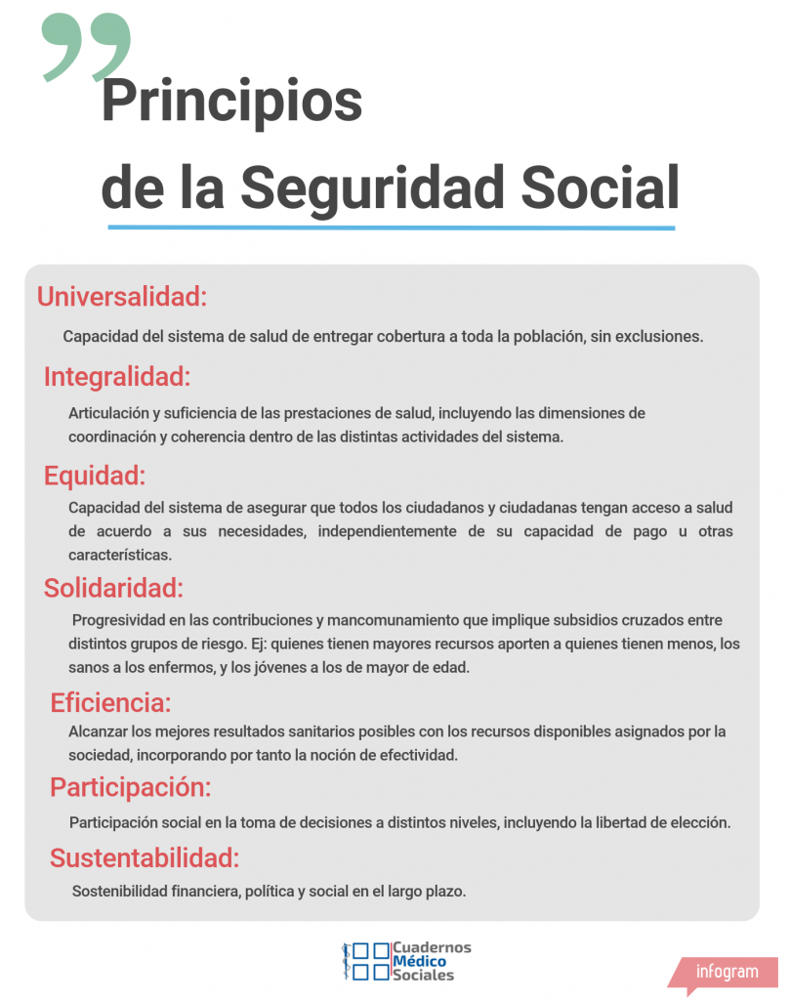 Principios
de la Seguridad Social
Universalidad:
Capacidad del sistema de salud de entregar cobertura a toda la población, sin exclusiones.
Integralidad:
Articulación y suficiencia de las prestaciones de salud, incluyendo las dimensiones de
coordinación y coherencia dentro de las distintas actividades del sistema.
Equidad:
Capacidad del sistema de asegurar que todos los ciudadanos y ciudadanas tengan acceso a salud
de acuerdo a sus necesidades, independientemente de su capacidad de pago u otras
características.
Solidaridad:
Progresividad en las contribuciones y mancomunamiento que implique subsidios cruzados entre
distintos grupos de riesgo. Ej: quienes tienen mayores recursos aporten a quienes tienen menos, los
sanos a los enfermos, y los jóvenes a los de mayor de edad.
Eficiencia:
Alcanzar los mejores resultados sanitarios posibles con los recursos disponibles asignados por la
sociedad, incorporando por tanto la noción de efectividad.
Participación:
Participación social en la toma de decisiones a distintos niveles, incluyendo la libertad de elección.
Sustentabilidad:
Sostenibilidad financiera, política y social en el largo plazo.
Cuadernos
Médico
Sociales
infogram